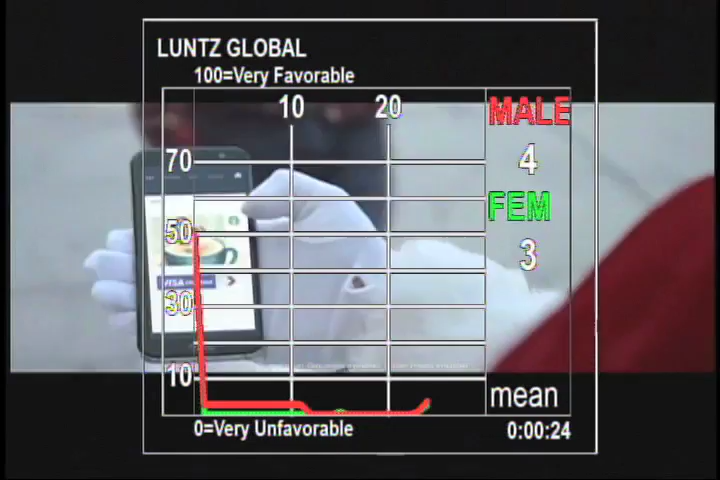 LUNTZ GLOBAL
100=Very Favorable
10 20
MALE
4
FEM
3
70
50
30
10
VISA
mean
0=Very Unfavorable
0:00:24